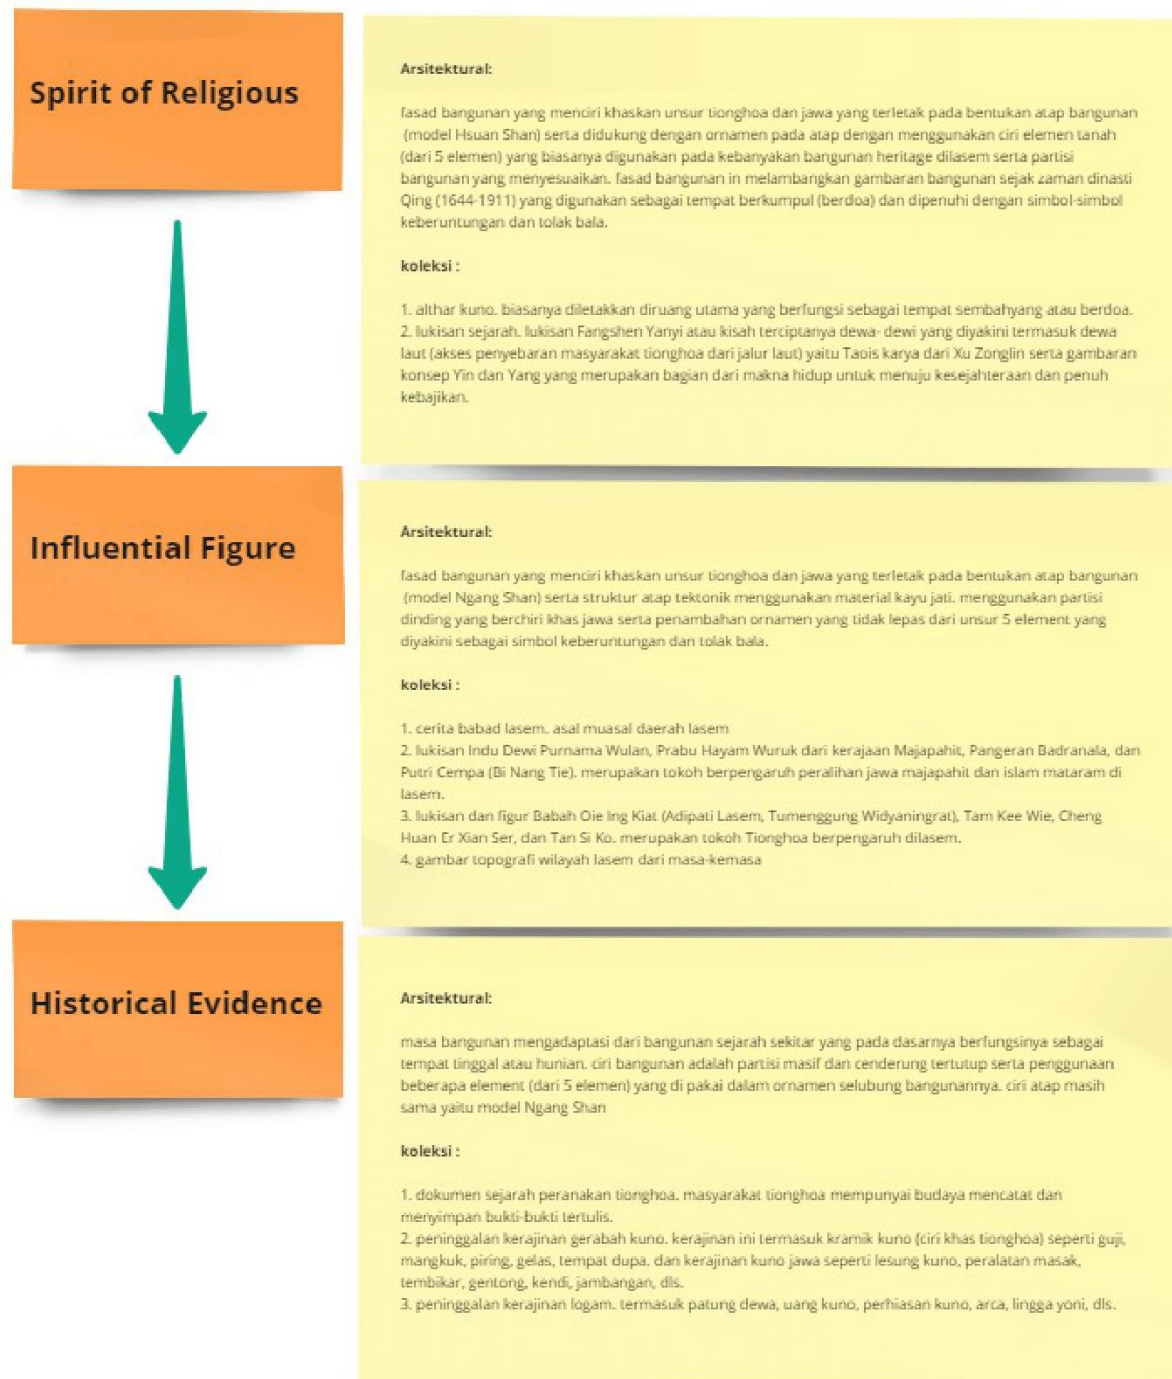 Spirit of Religious
Arsitektural:
fasad bangunan yang menciri khaskan unsur tionghoa dan jawa yang terletak pada bentukan atap bangunan
(model Hsuan Shan) serta didukung dengan ornamen pada atap dengan menggunakan ciri elemen tanah
(dari 5 elemen) yang biasanya digunakan pada kebanyakan bangunan heritage dilasem serta partisi
bangunan yang menyesuaikan. fasad bangunan in melambangkan gambaran bangunan sejak zaman dinasti
Qing (1644-1911) yang digunakan sebagai tempat berkumpul (berdoa) dan dipenuhi dengan simbol-simbol
keberuntungan dan tolak bala.
koleksi :
1. althar kuno. biasanya diletakkan diruang utama yang berfungsi sebagai tempat sembahyang atau berdoa.
2. lukisan sejarah. lukisan Fangshen Yanyi atau kisah terciptanya dewa- dewi yang diyakini termasuk dewa
laut (akses penyebaran masyarakat tionghoa dari jalur laut) yaitu Taois karya dari Xu Zonglin serta gambaran
konsep Yin dan Yang yang merupakan bagian dari makna hidup untuk menuju kesejahteraan dan penuh
kebajikan.
Influential Figure
Arsitektural:
fasad bangunan yang menciri khaskan unsur tionghoa dan jawa yang terletak pada bentukan atap bangunan
(model Ngang Shan) serta struktur atap tektonik menggunakan material kayu jati. menggunakan partisi
dinding yang berchiri khas jawa serta penambahan ornamen yang tidak lepas dari unsur 5 element yang
diyakini sebagai simbol keberuntungan dan tolak bala.
koleksi :
1. cerita babad lasem. asal muasal daerah lasem
2. lukisan Indu Dewi Purnama Wulan, Prabu Hayam Wuruk dari kerajaan Majapahit, Pangeran Badranala, dan
Putri Cempa (Bi Nang Tie). merupakan tokoh berpengaruh peralihan jawa majapahit dan islam mataram di
lasem.
3. lukisan dan figur Babah Oie Ing Kiat (Adipati Lasem, Tumenggung Widyaningrat), Tam Kee Wie, Cheng
Huan Er Xian Ser, dan Tan Si Ko. merupakan tokoh Tionghoa berpengaruh dilasem.
4. gambar topografi wilayah lasem dari masa-kemasa
Historical Evidence
Arsitektural:
masa bangunan mengadaptasi dari bangunan sejarah sekitar yang pada dasarnya berfungsinya sebagai
tempat tinggal atau hunian. ciri bangunan adalah partisi masif dan cenderung tertutup serta penggunaan
beberapa element (dari 5 elemen) yang di pakai dalam ornamen selubung bangunannya. ciri atap masih
sama yaitu model Ngang Shan
koleksi :
1. dokumen sejarah peranakan tionghoa. masyarakat tionghoa mempunyai budaya mencatat dan
menyimpan bukti-bukti tertulis.
2. peninggalan kerajinan gerabah kuno. kerajinan ini termasuk kramik kuno (ciri khas tionghoa) seperti guji,
mangkuk, piring, gelas, tempat dupa. dan kerajinan kuno jawa seperti lesung kuno, peralatan masak,
tembikar, gentong, kendi, jambangan, dls.
3. peninggalan kerajinan logam. termasuk patung dewa, uang kuno, perhiasan kuno, arca, lingga yoni, dls.